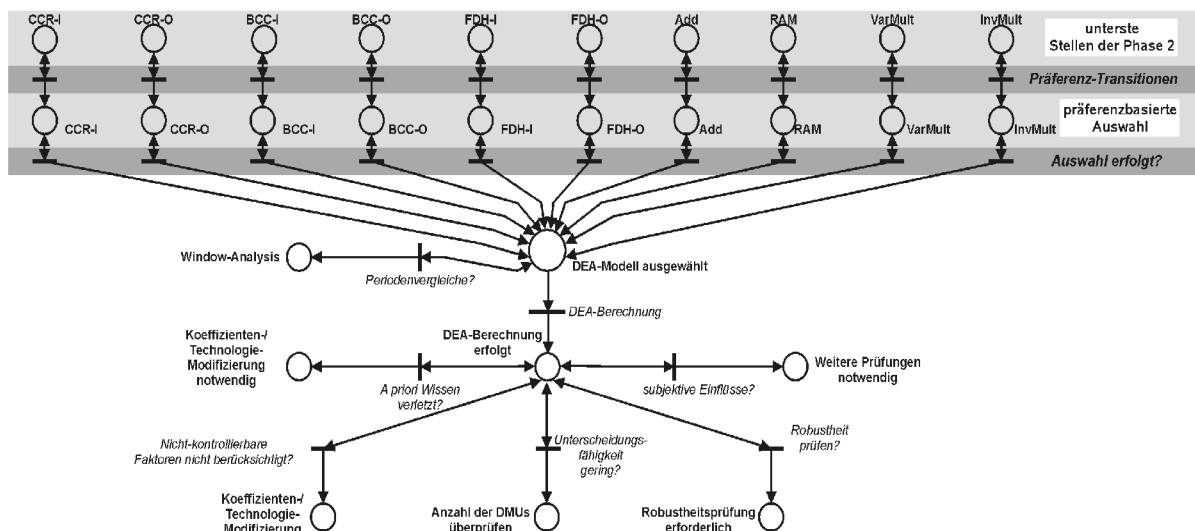 CCR-I
CCR-O
BCC-I
BCC-O
FDH-I
FDH-O
Add
RAM
VarMult
InvMult
unterste
Stellen der Phase 2
Präferenz-Transitionen
CCR-I
CCR-O
BCC-I
BCC-O
FDH-I
FDH-O
Add
RAM
VarMult
InvMult
präferenzbasierte
Auswahl
Auswahl erfolgt?
Window-Analysis
Periodenvergleiche?
DEA-Modell ausgewählt
DEA-Berechnung
Koeffizienten-/
Technologie-
Modifizierung
notwendig
A priori Wissen
verletzt?
DEA-Berechnung
erfolgt
subjektive Einflüsse?
Weitere Prüfungen
notwendig
Nicht-kontrollierbare
Faktoren nicht berücksichtigt?
Unterscheidungs-
fähigkeit
gering?
Robustheit
prüfen?
Koeffizienten-/
Technologie-
Modifizierung
Anzahl der DMUs
überprüfen
Robustheitsprüfung
erforderlich